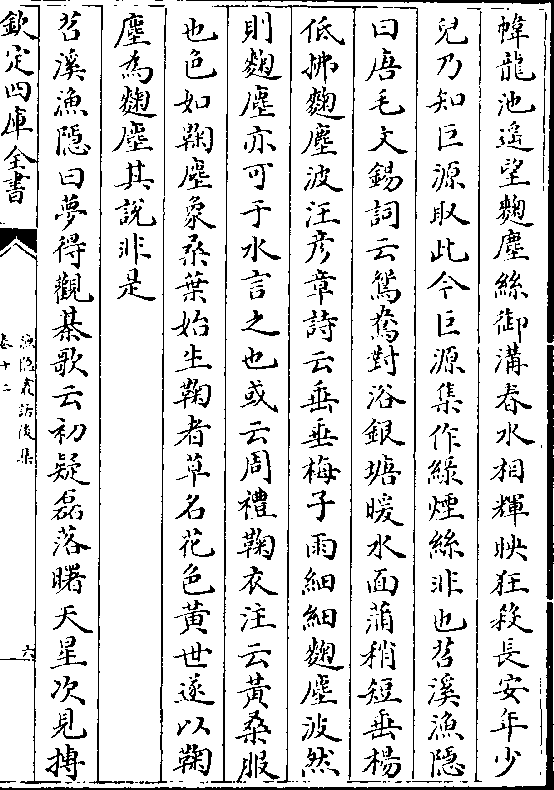 幃龍池遥望麴塵絲御溝春水相輝映狂殺長安年少
兒乃知巨源取此今巨源集作緑煙絲非也苕溪漁隱
曰唐毛文錫詞云鴛鴦對浴銀塘暖水面蒲稍短垂楊
低拂麴塵波汪彦章詩云垂垂梅子雨細細麴塵波然
則麴塵亦可于水言之也或云周禮鞠衣注云黄桑服
也色如鞠塵象桑葉始生鞠者草名花色黄世遂以鞠
塵為麴塵其說非是
苕溪漁隱曰夢得觀棊歌云初疑磊落曙天星次見搏
欽定四庫全書
漁隱叢話後集
卷十二
六